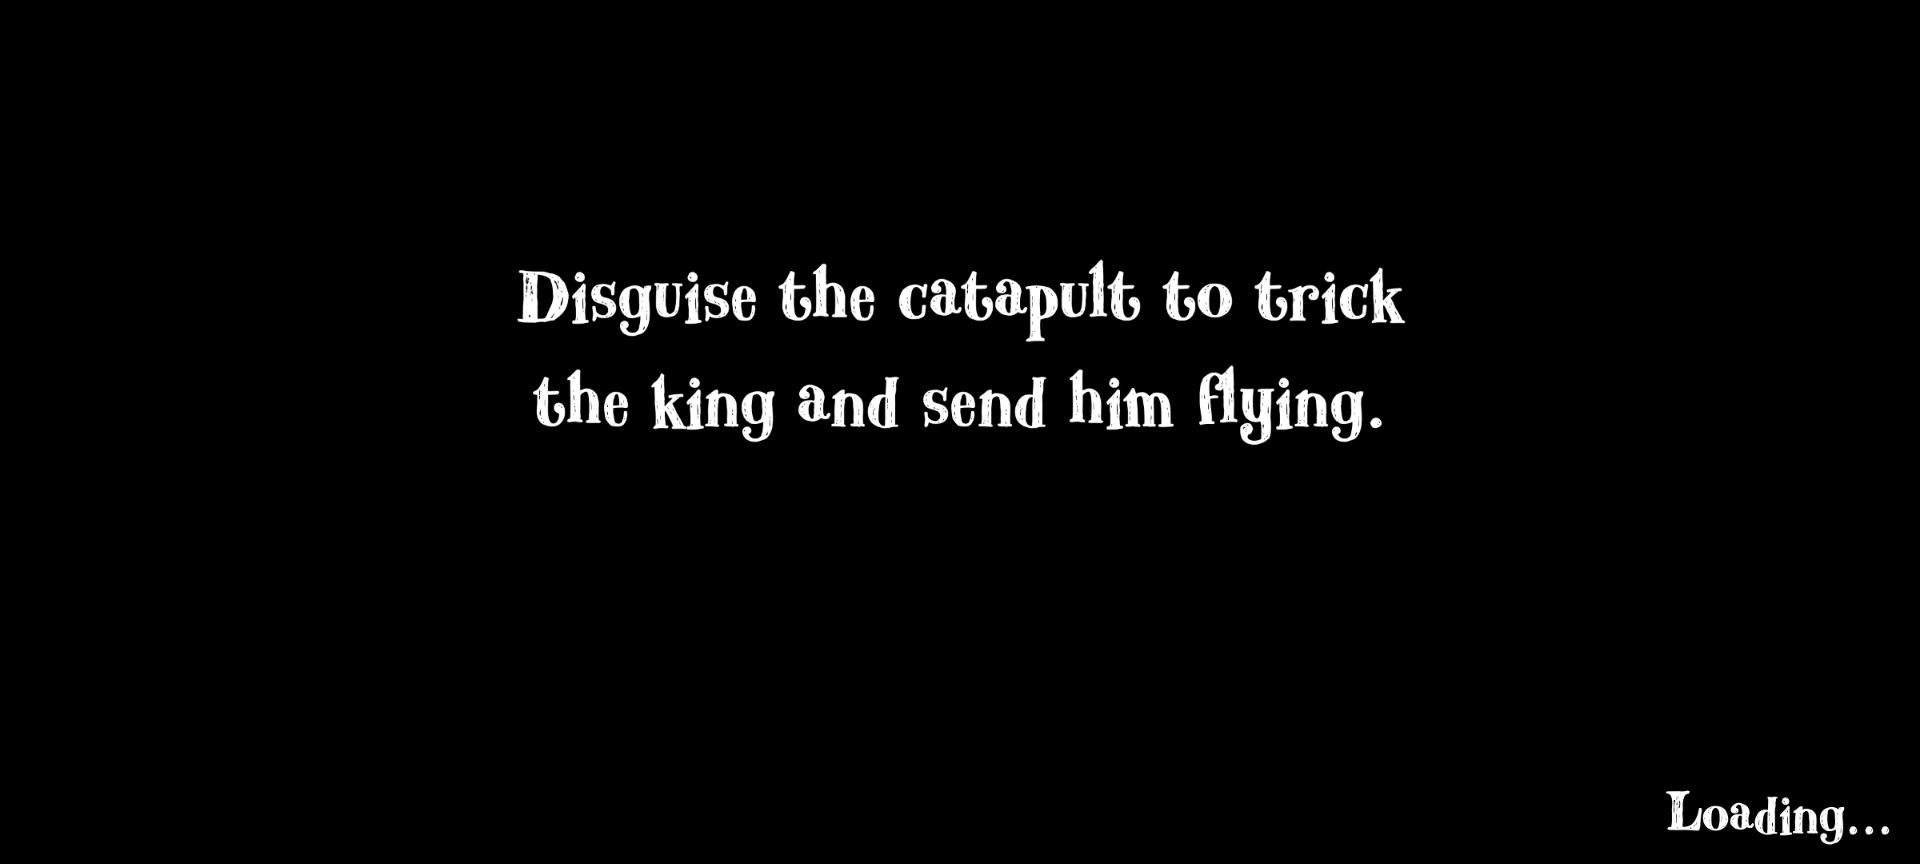 Disguise the catapult to trick
the king and send him flying.
Loading...